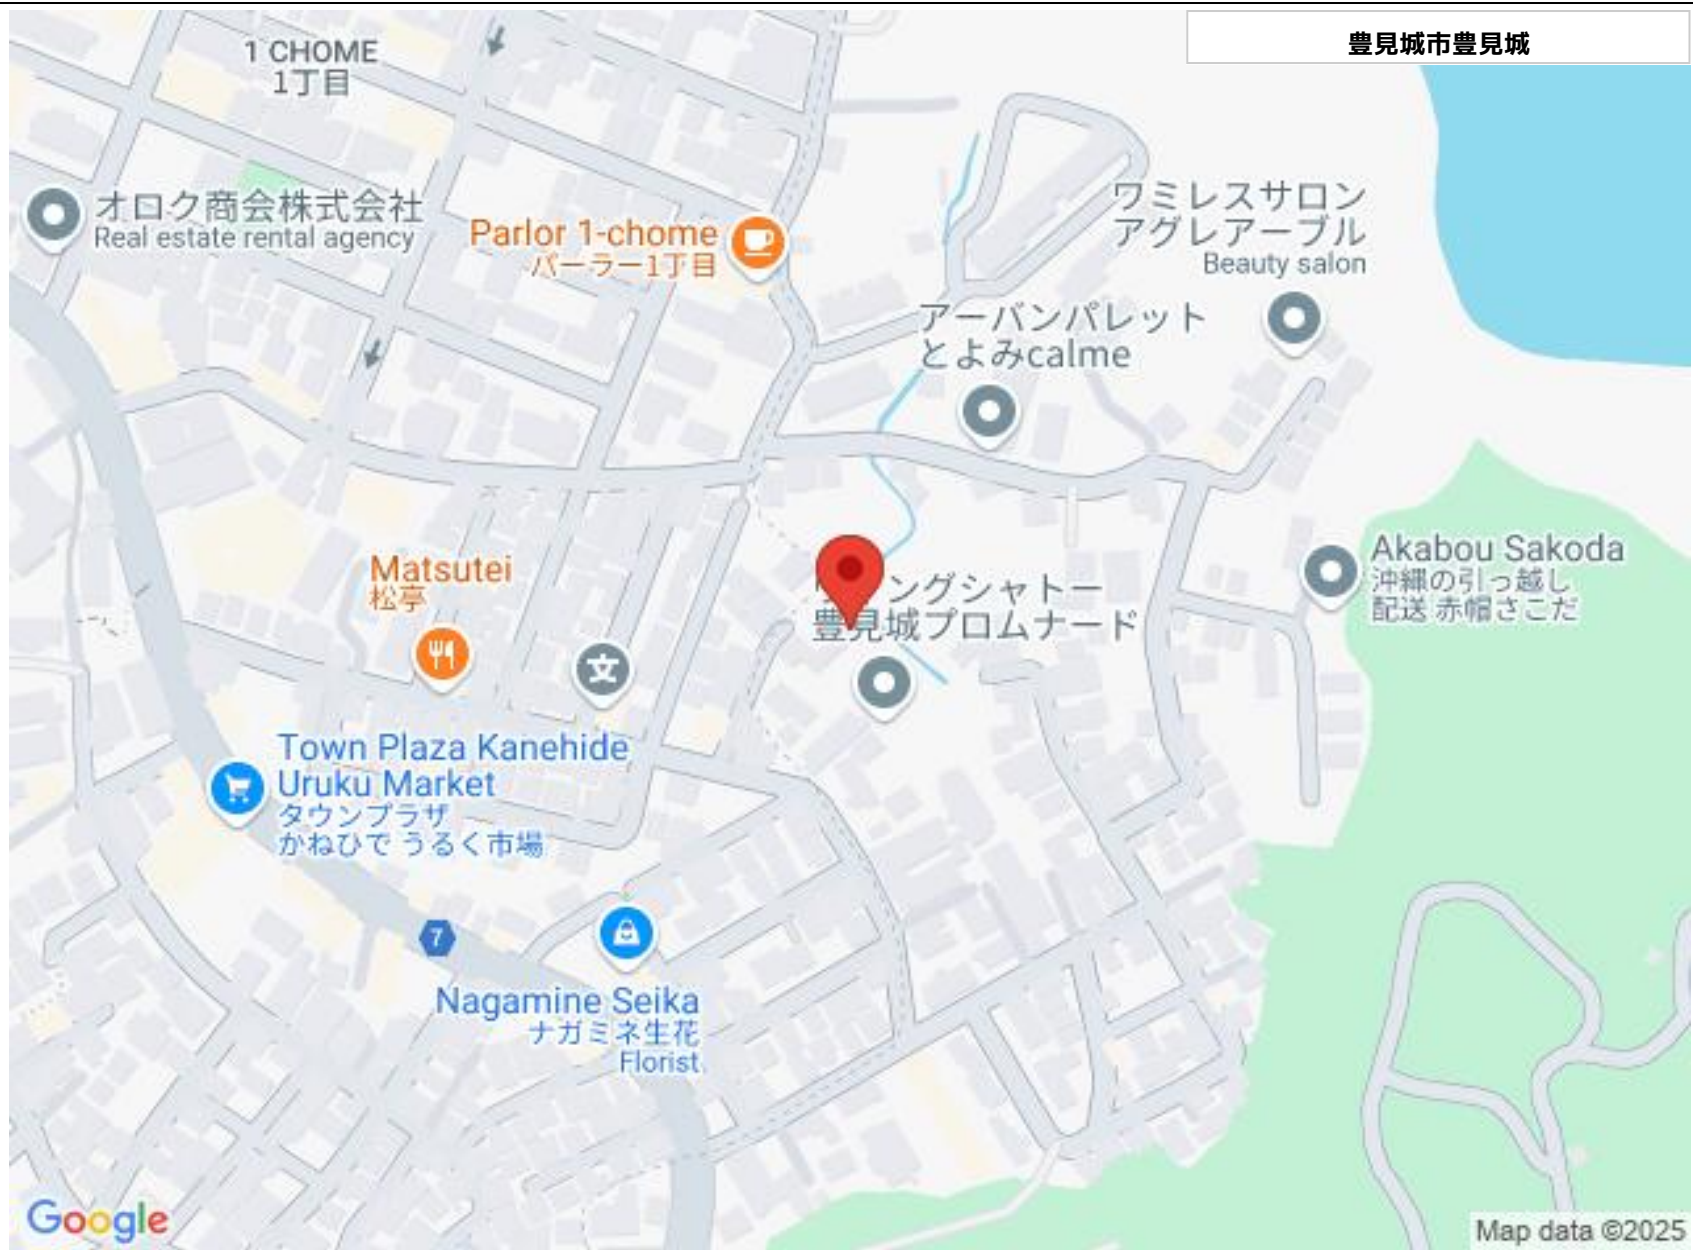 豊見城市豊見城
1 CHOME
1丁目
オロク商会株式会社
Real estate rental agency
Parlor 1-chome
パーラー1丁目
ワミレスサロン
アグレアーブル
Beauty salon
アーバンパレット
とよみcalme
Akabou Sakoda
沖縄の引っ越し
配送 赤帽さこだ
Matsutei
松亭
ングシャトー
豊見城プロムナード
文
Town Plaza Kanehide
Uruku Market
タウンプラザ
かねひで うるく市場
7
Nagamine Seika
ナガミネ生花
Florist
Google
Map data ©2025